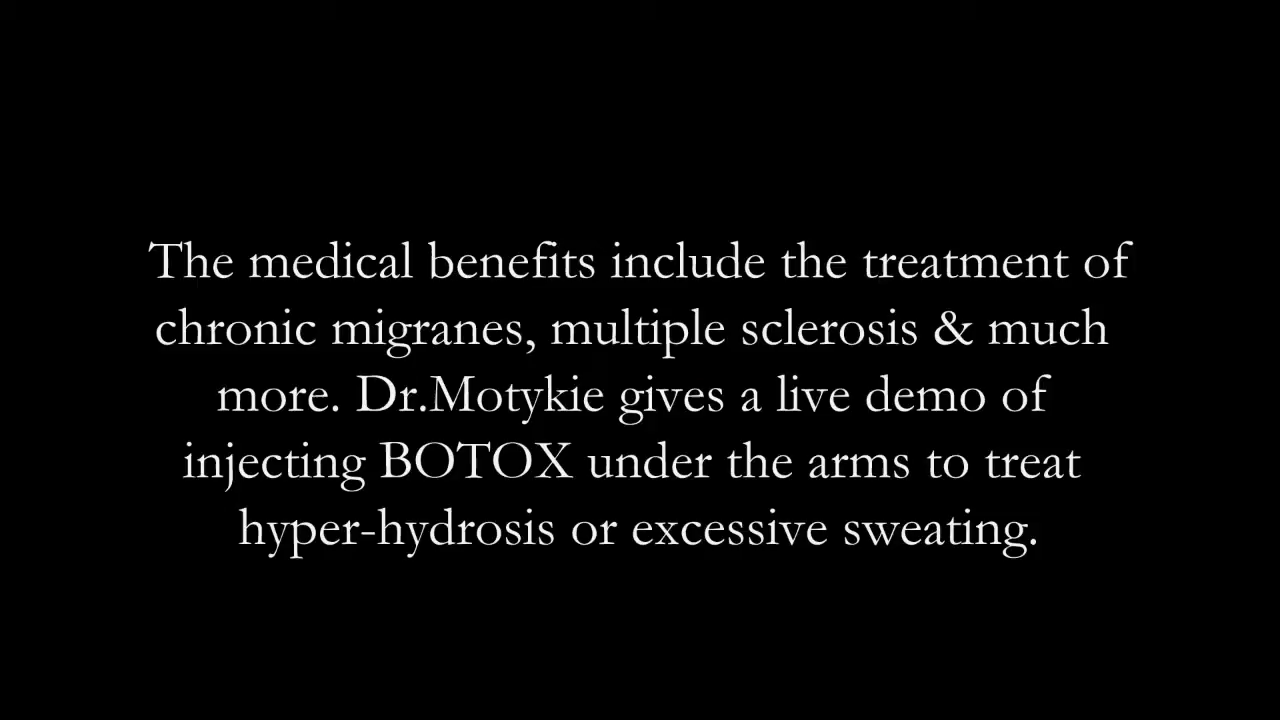 The medical benefits include the treatment of
chronic migranes, multiple sclerosis & much
more. Dr.Motykie gives a live demo of
injecting BOTOX under the arms to treat
hyper-hydrosis or excessive sweating.